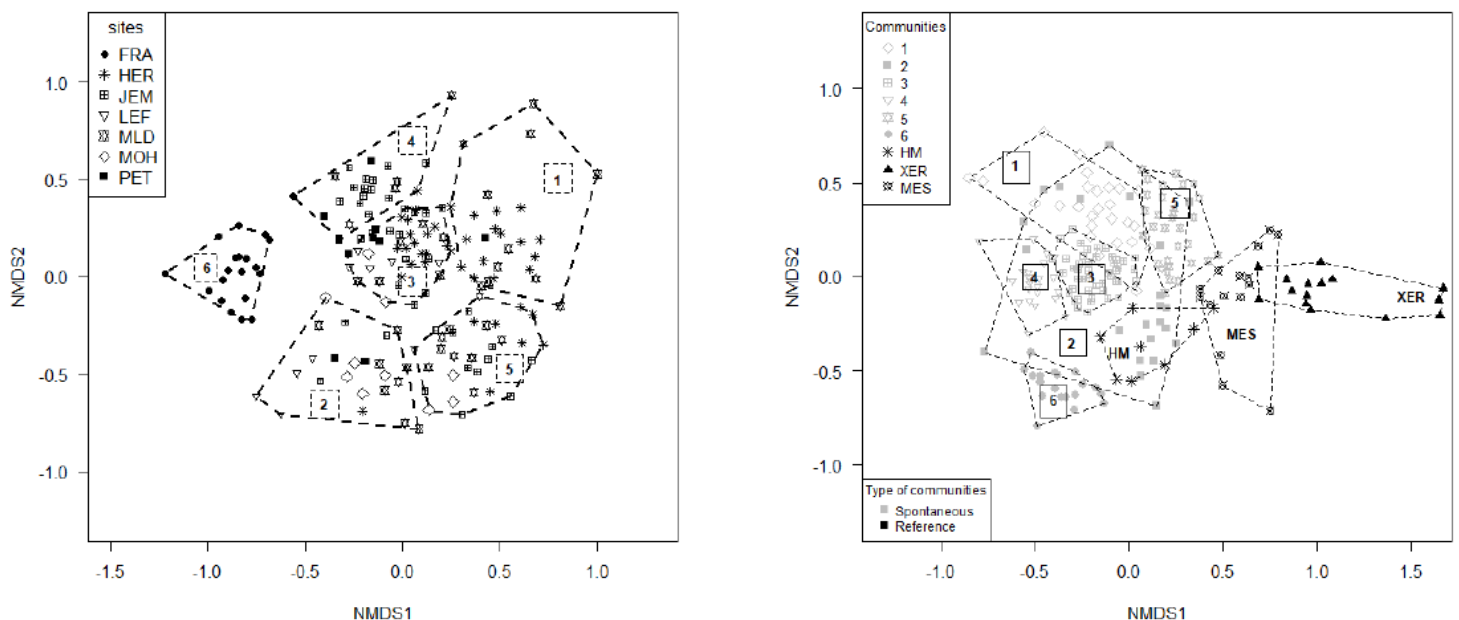 sites
FRA
HER
JEM
LEF
MLD
MOH
PET
NMDS2
1.0
0.5
0.0
-0.5
-1.0
4
1
6
3
5
2
-1.5 -1.0 -0.5 0.0 0.5 1.0
NMDS1
Communities
1
2
3
4
5
6
HM
XER
MES
NMDS2
1.0
0.5
0.0
-0.5
-1.0
1
5
4
3
XER
2
HM
MES
6
Type of communities
Spontaneous
Reference
-1.0 -0.5 0.0 0.5 1.0 1.5
NMDS1